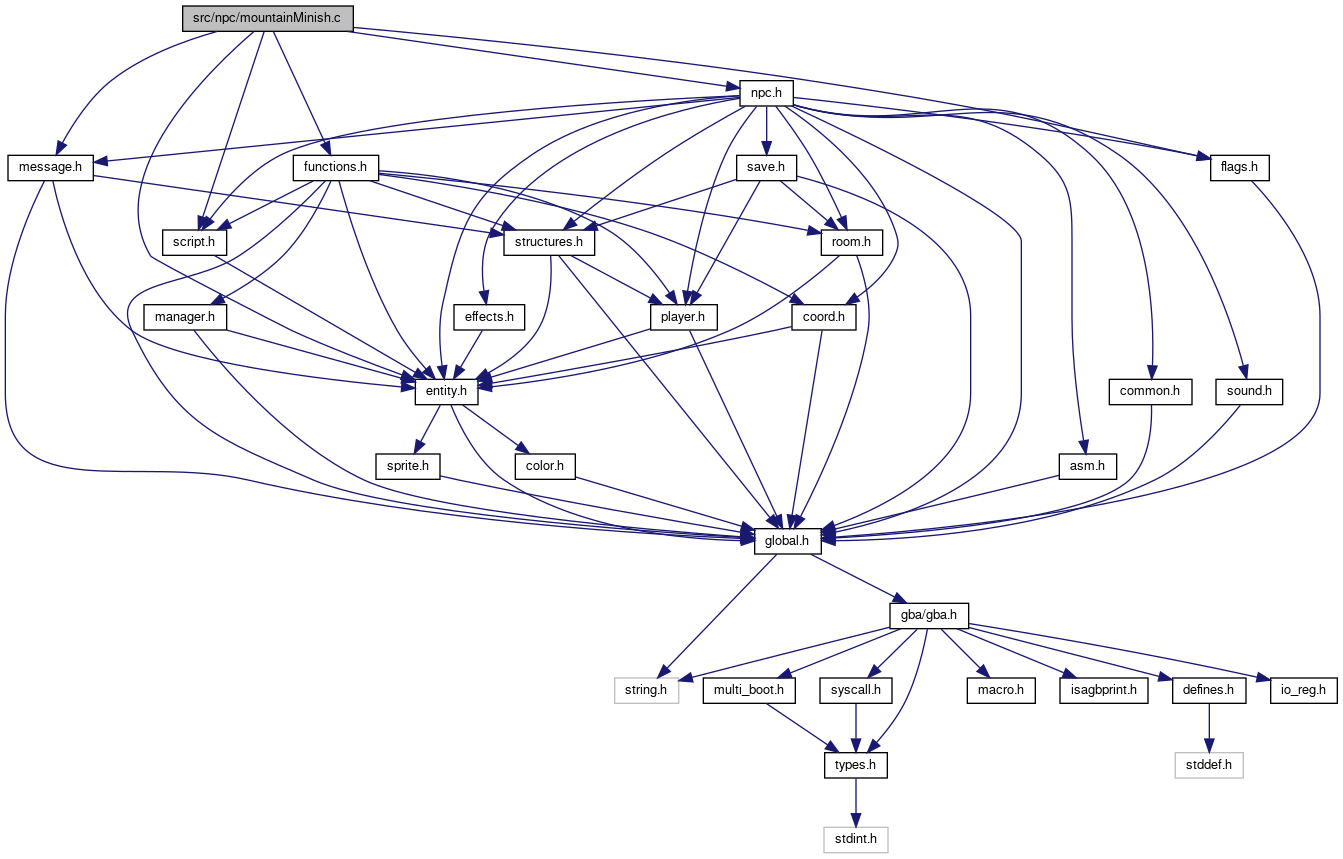 src/npc/mountainMinish.c
npc.h
message.h
functions.h
save.h
flags.h
script.h
structures.h
room.h
manager.h
effects.h
player.h
coord.h
entity.h
common.h
sound.h
sprite.h
color.h
asm.h
global.h
gba/gba.h
string.h
multi_boot.h
syscall.h
macro.h
isagbprint.h
defines.h
io_reg.h
types.h
stddef.h
stdint.h